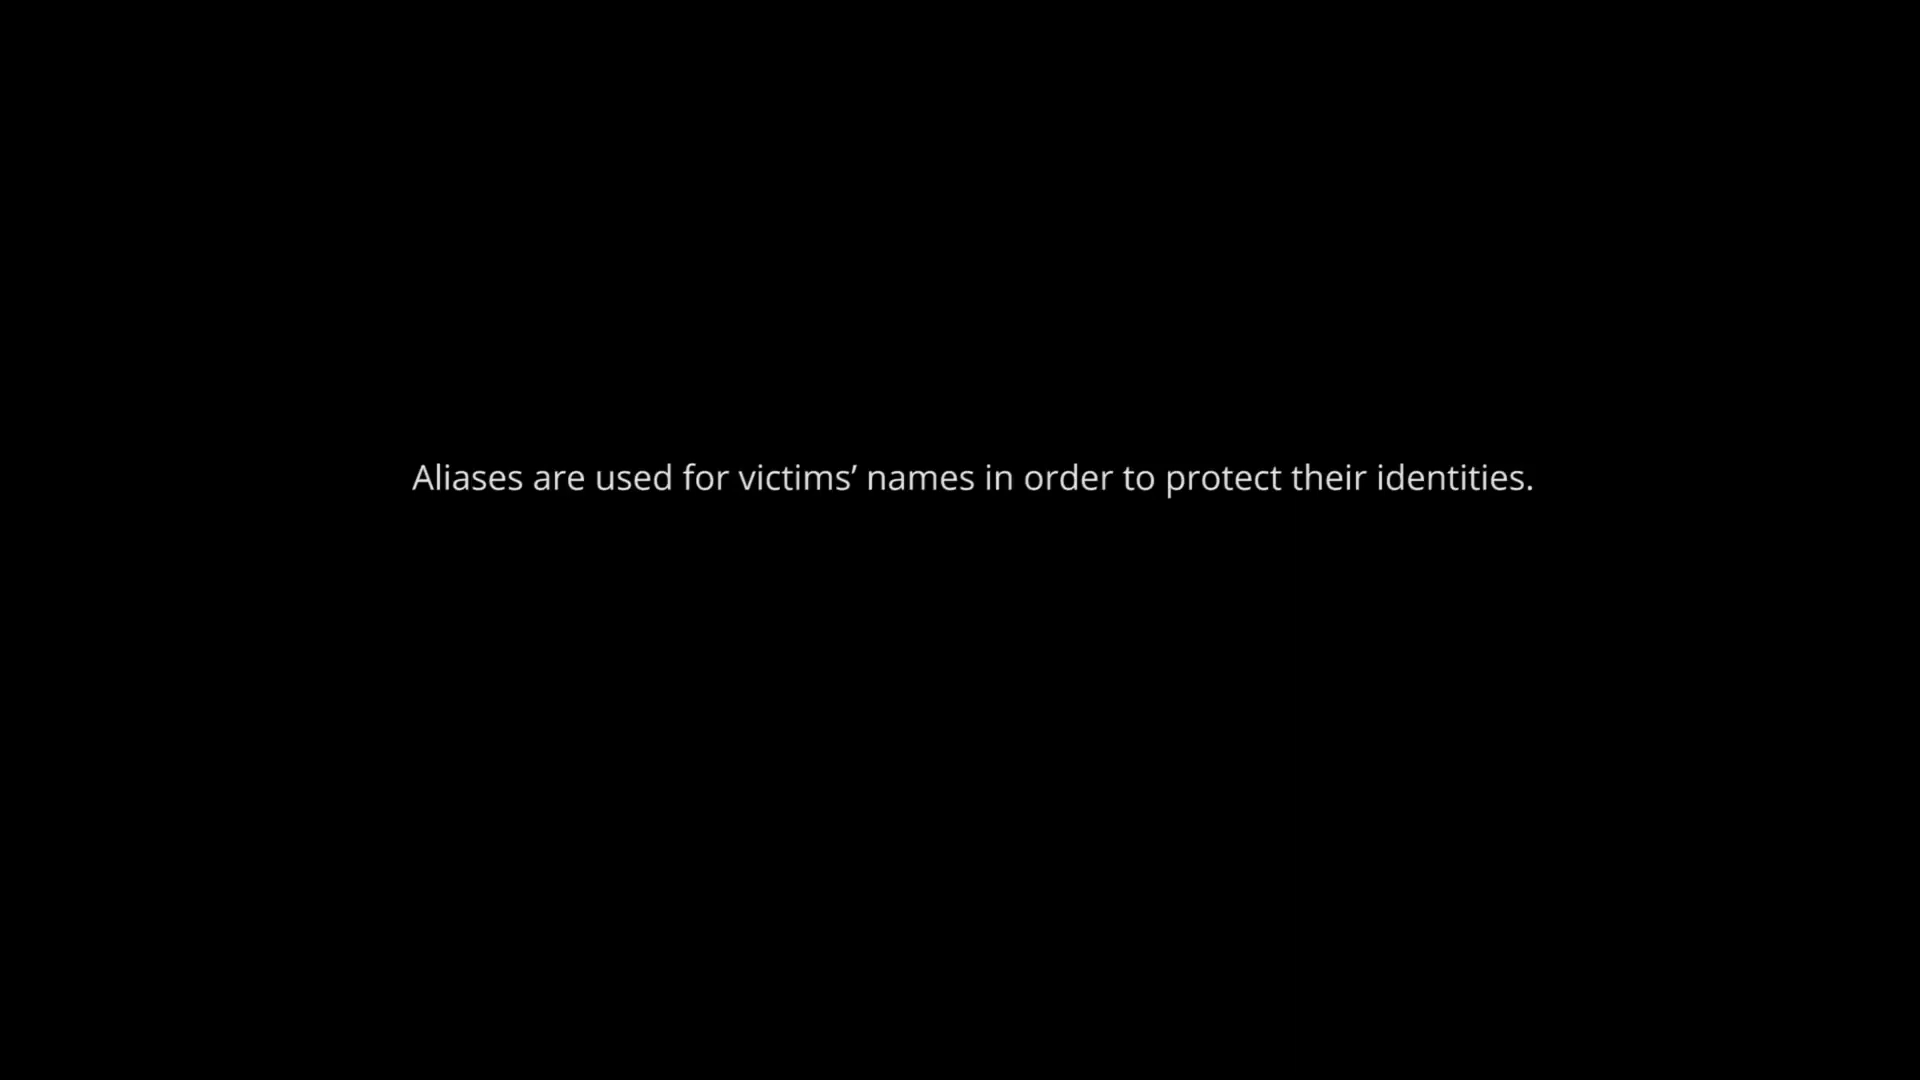 Aliases are used for victims’ names in order to protect their identities.